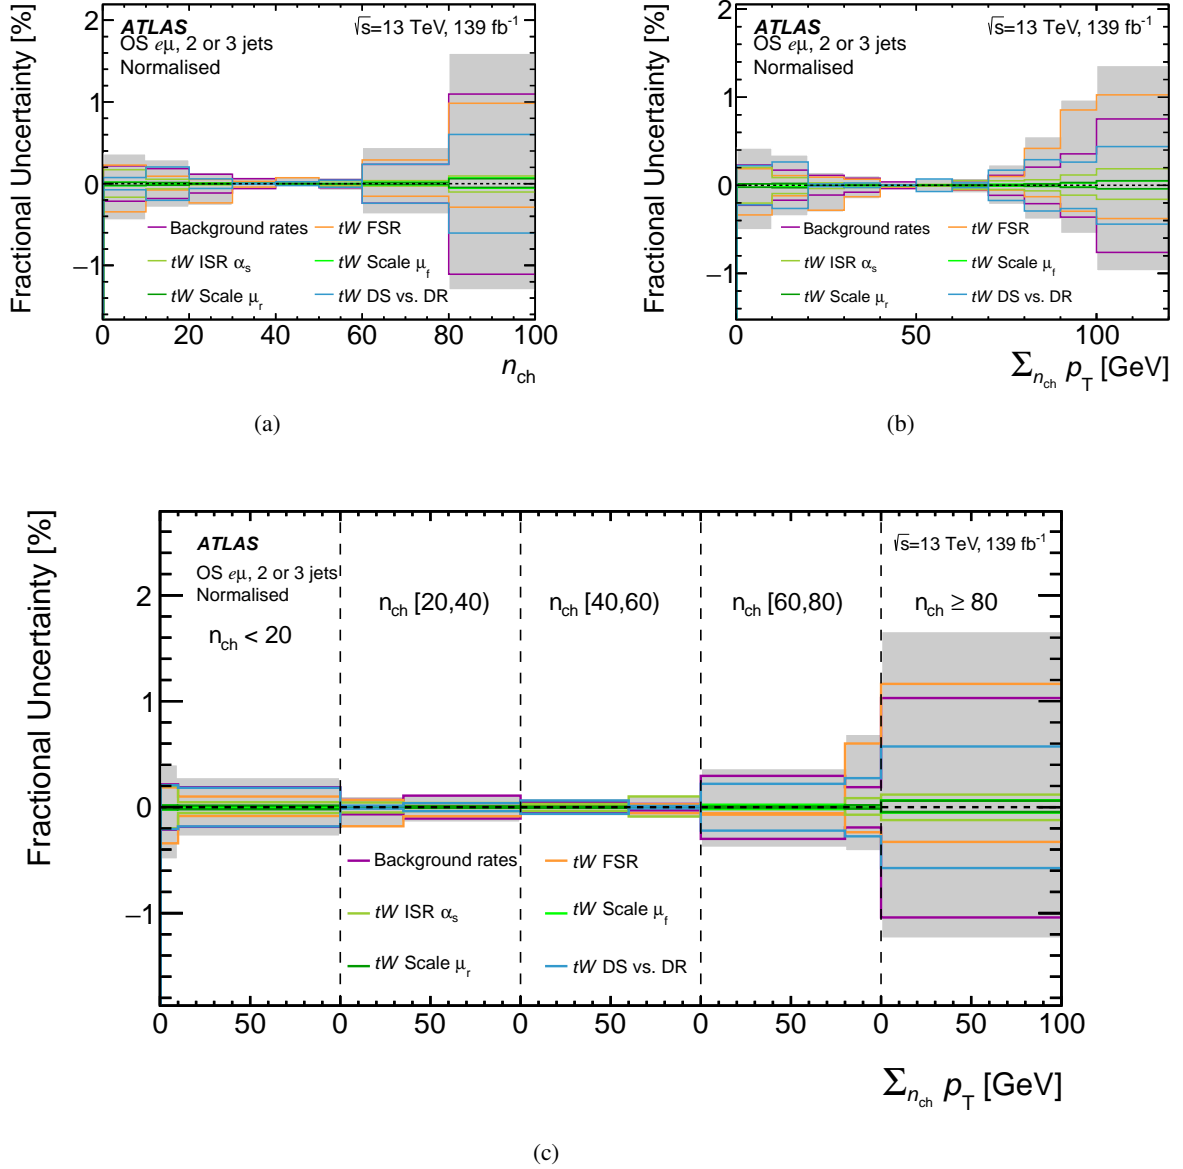 Fractional Uncertainty [%]
2
1
0
−1
ATLAS
√s=13 TeV, 139 fb-1
OS eμ, 2 or 3 jets
Normalised
Background rates
tW FSR
tW ISR αs
tW Scale μf
tW Scale μr
tW DS vs. DR
0 20 40 60 80 100
nch
(a)
Fractional Uncertainty [%]
2
1
0
−1
ATLAS
√s=13 TeV, 139 fb-1
OS eμ, 2 or 3 jets
Normalised
Background rates
tW FSR
tW ISR αs
tW Scale μf
tW Scale μr
tW DS vs. DR
0 50 100
Σnch pT [GeV]
(b)
Fractional Uncertainty [%]
2
1
0
−1
ATLAS
√s=13 TeV, 139 fb-1
OS eμ, 2 or 3 jets
Normalised
nch < 20
nch [20,40)
nch [40,60)
nch [60,80)
nch ≥ 80
Background rates
tW FSR
tW ISR αs
tW Scale μf
tW Scale μr
tW DS vs. DR
0 50 0 50 0 50 0 50 0 50 100
Σnch pT [GeV]
(c)